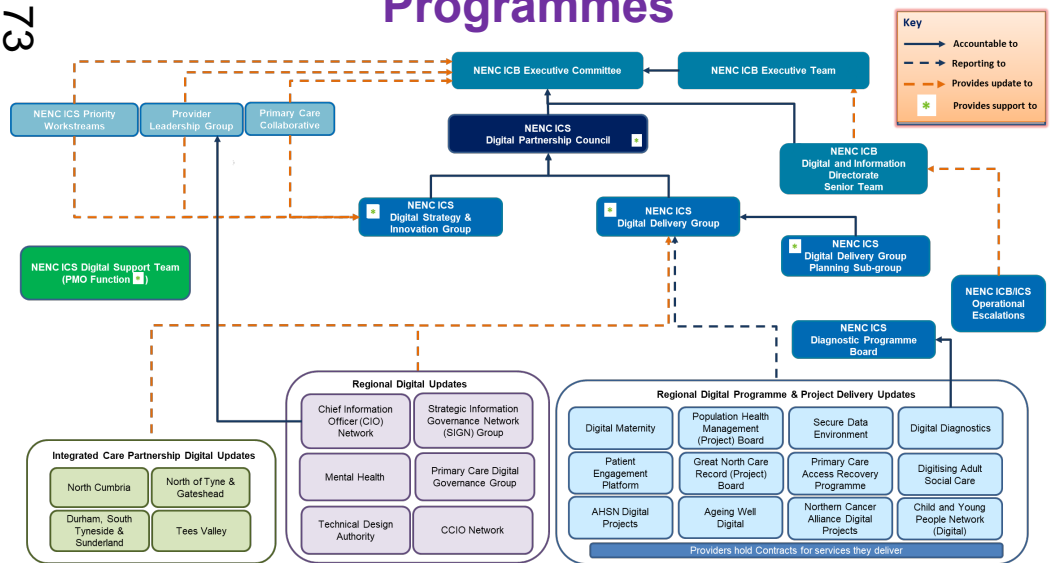 Programmes
73
Key
Accountable to
Reporting to
Provides update to
* Provides support to
NENC ICB Executive Committee
NENC ICB Executive Team
NENC ICS Priority
Workstreams
Provider
Leadership Group
Primary Care
Collaborative
NENC ICS
Digital Partnership Council *
NENC ICB
Digital and Information
Directorate
Senior Team
* NENC ICS
Digital Strategy &
Innovation Group
* NENC ICS
Digital Delivery Group
* NENC ICS
Digital Delivery Group
Planning Sub-group
NENC ICS Digital Support Team
(PMO Function * )
NENC ICB/ICS
Operational
Escalations
NENC ICS
Diagnostic Programme
Board
Integrated Care Partnership Digital Updates
North Cumbria
North of Tyne &
Gateshead
Durham, South
Tyneside &
Sunderland
Tees Valley
Regional Digital Updates
Chief Information
Officer (CIO)
Network
Strategic Information
Governance Network
(SIGN) Group
Mental Health
Primary Care Digital
Governance Group
Technical Design
Authority
CCIO Network
Regional Digital Programme & Project Delivery Updates
Digital Maternity
Population Health
Management
(Project) Board
Secure Data
Environment
Digital Diagnostics
Patient
Engagement
Platform
Great North Care
Record (Project)
Board
Primary Care
Access Recovery
Programme
Digitising Adult
Social Care
AHSN Digital
Projects
Ageing Well
Digital
Northern Cancer
Alliance Digital
Projects
Child and Young
People Network
(Digital)
Providers hold Contracts for services they deliver